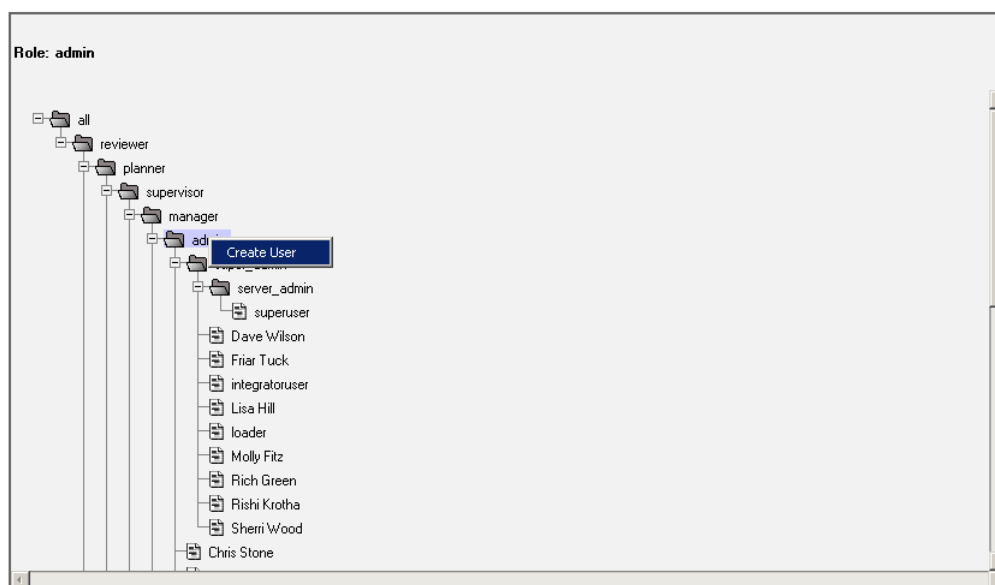 Role: admin
all
reviewer
planner
supervisor
manager
Create User
server_admin
superuser
Dave Wilson
Friar Tuck
integratoruser
Lisa Hill
loader
Molly Fitz
Rich Green
Rishi Krotha
Sherri Wood
Chris Stone